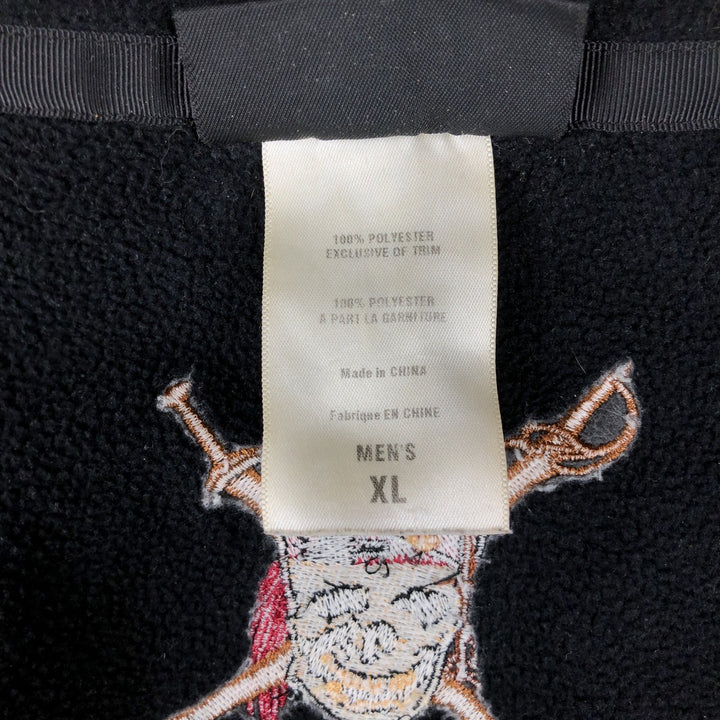 100% POLYESTER
EXCLUSIVE OF TRIM
100% POLYESTER
À PART LA GARNITURE
Made in CHINA
Fabrique EN CHINE
MEN'S
XL